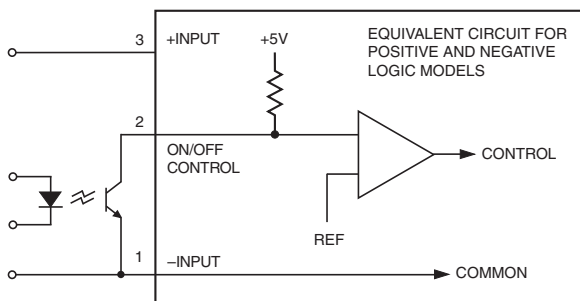 EQUIVALENT CIRCUIT FOR
POSITIVE AND NEGATIVE
LOGIC MODELS
3
+INPUT
+5V
2
ON/OFF
CONTROL
CONTROL
REF
1
–INPUT
COMMON